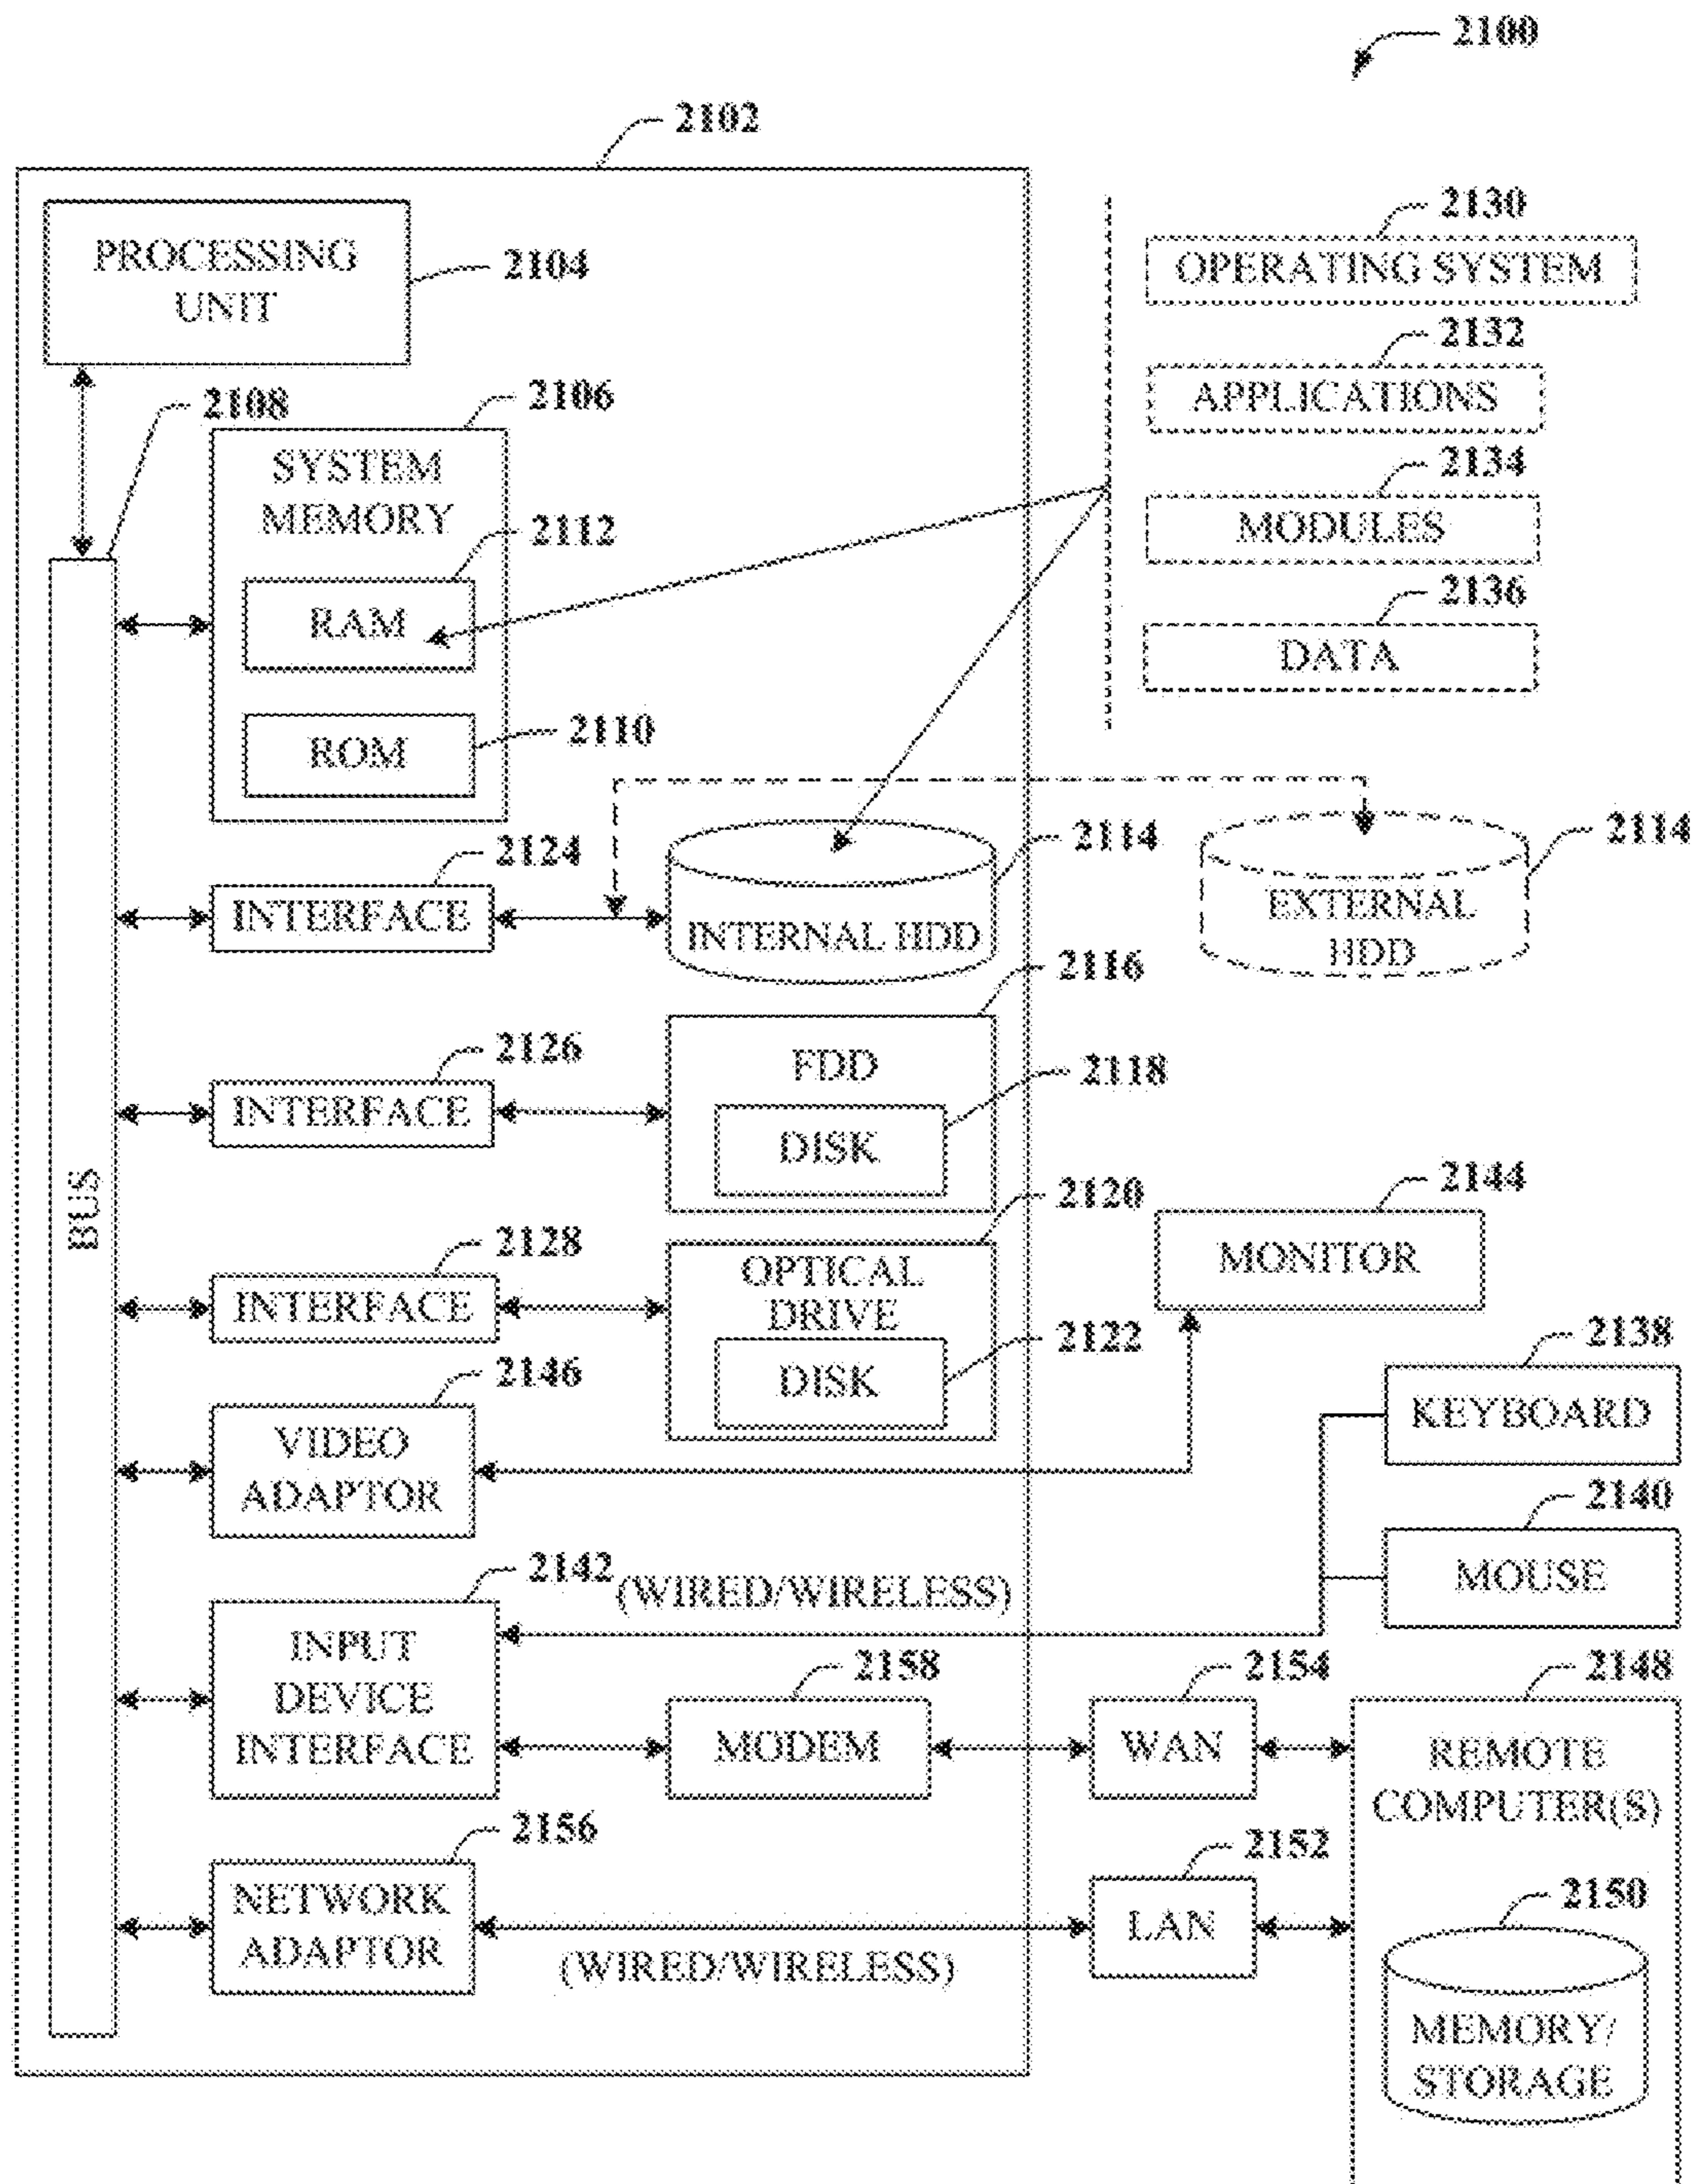 2100
2102
PROCESSING
UNIT
2104
2130
OPERATING SYSTEM
2132
APPLICATIONS
2134
MODULES
2136
DATA
2108
2106
SYSTEM
MEMORY
2112
RAM
2110
ROM
2124
INTERFACE
2114
INTERNAL HDD
2114
EXTERNAL
HDD
2116
FDD
2126
INTERFACE
2118
DISK
BUS
2120
OPTICAL
DRIVE
2128
INTERFACE
2122
DISK
2144
MONITOR
2138
KEYBOARD
2146
VIDEO
ADAPTOR
2140
MOUSE
2142
(WIRED/WIRELESS)
INPUT
DEVICE
INTERFACE
2158
MODEM
2154
WAN
2148
REMOTE
COMPUTER(S)
2156
NETWORK
ADAPTOR
(WIRED/WIRELESS)
2152
LAN
2150
MEMORY/
STORAGE